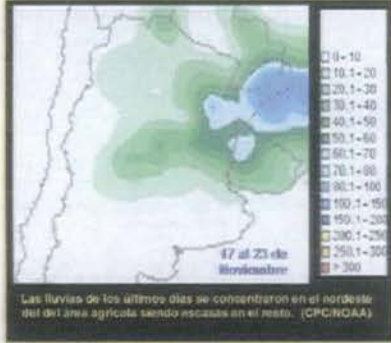 0 - 10
10.1 - 20
20.1 - 30
30.1 - 40
40.1 - 50
50.1 - 60
60.1 - 70
70.1 - 80
80.1 - 100
100.1 - 150
150.1 - 200
200.1 - 250
250.1 - 300
> 300
17 al 23 de
Noviembre
Las lluvias de los últimos días se concentraron en el nordeste
del del área agrícola siendo escasas en el resto. (CPC/NOAA)